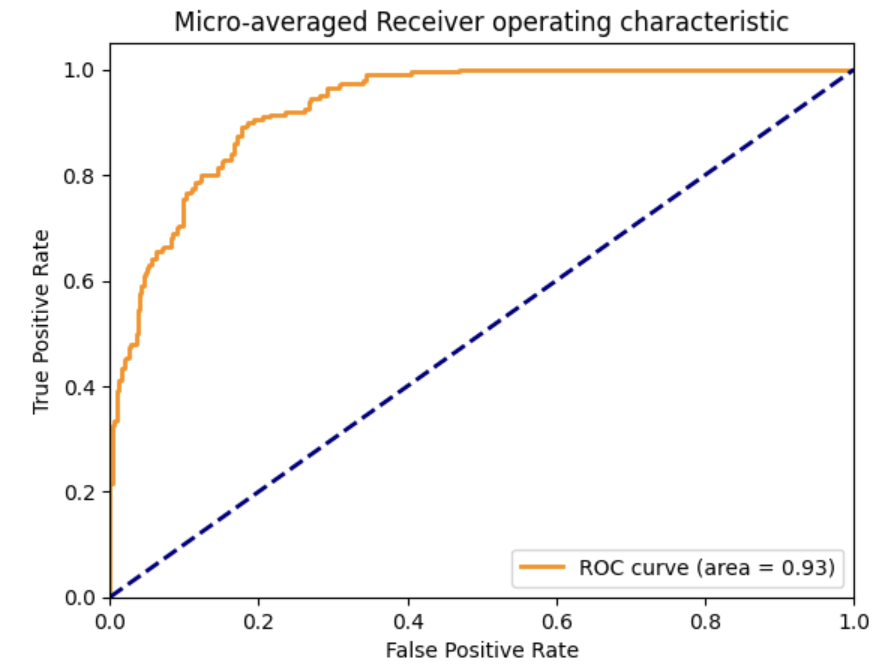 Micro-averaged Receiver operating characteristic
True Positive Rate
1.0
0.8
0.6
0.4
0.2
0.0
ROC curve (area = 0.93)
0.0 0.2 0.4 0.6 0.8 1.0
False Positive Rate